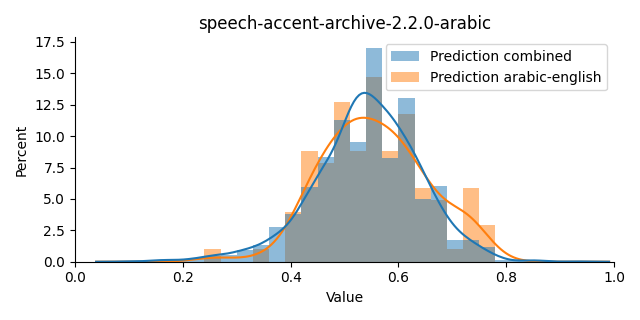 speech-accent-archive-2.2.0-arabic
Prediction combined
Prediction arabic-english
17.5
15.0
12.5
10.0
7.5
5.0
2.5
0.0
Percent
0.0 0.2 0.4 0.6 0.8 1.0
Value